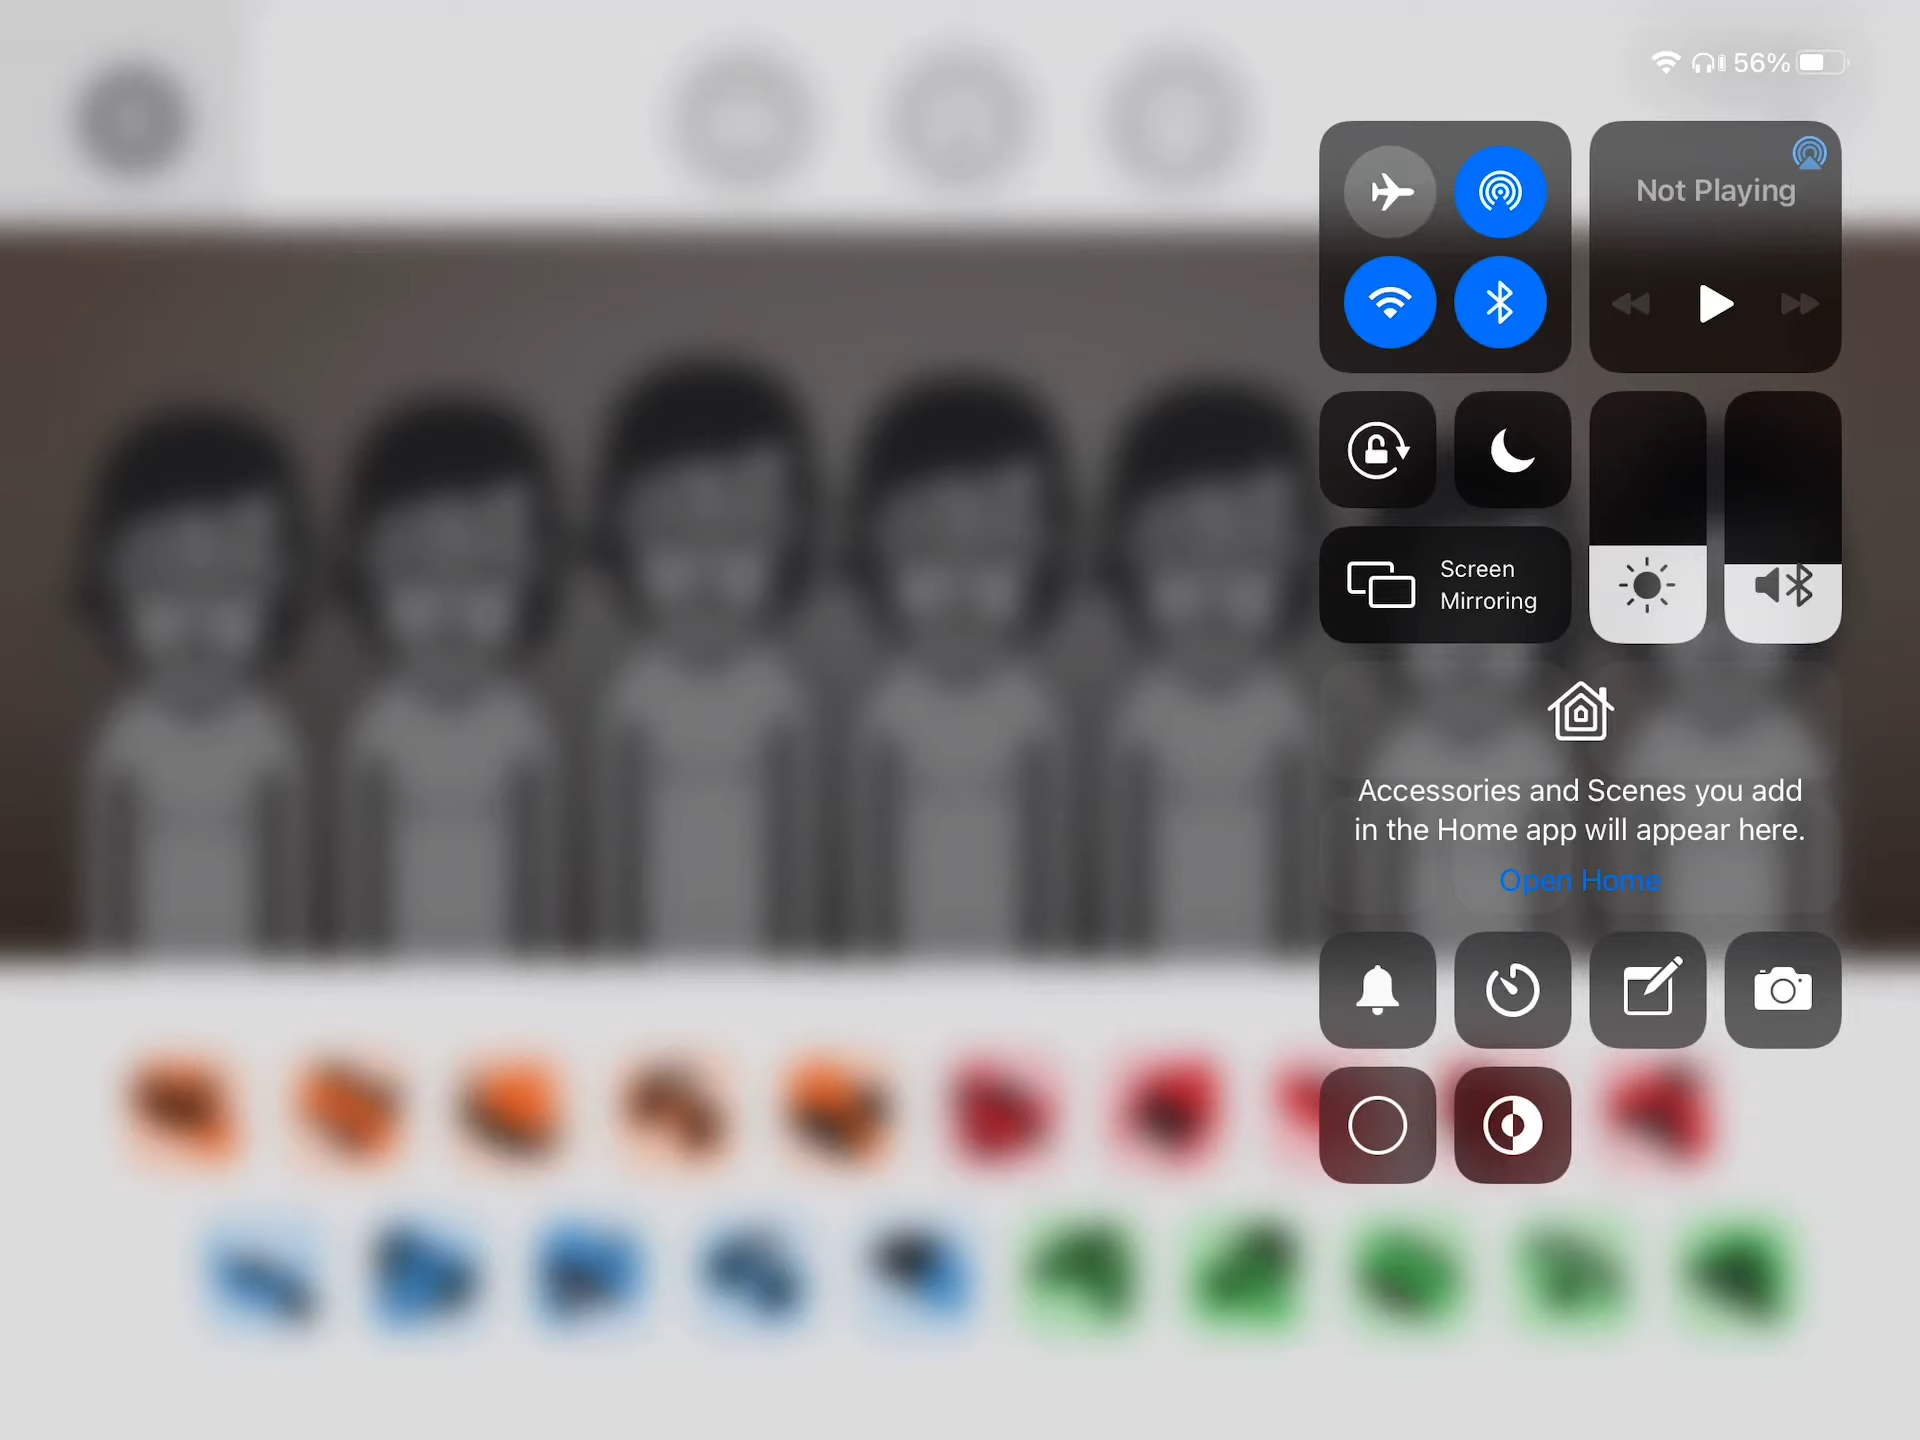 56%
Not Playing
Screen
Mirroring
Accessories and Scenes you add
in the Home app will appear here.
Open Home